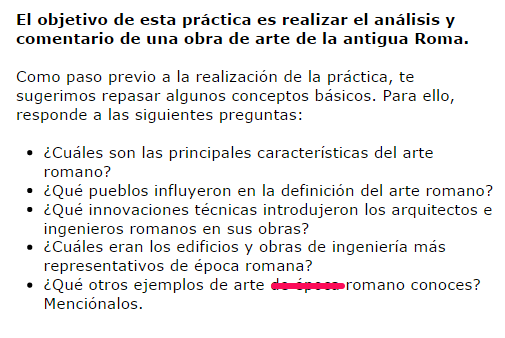 El objetivo de esta práctica es realizar el análisis y
comentario de una obra de arte de la antigua Roma.
Como paso previo a la realización de la práctica, te
sugerimos repasar algunos conceptos básicos. Para ello,
responde a las siguientes preguntas:
• ¿Cuáles son las principales características del arte
romano?
• ¿Qué pueblos influyeron en la definición del arte romano?
• ¿Qué innovaciones técnicas introdujeron los arquitectos e
ingenieros romanos en sus obras?
• ¿Cuáles eran los edificios y obras de ingeniería más
representativos de época romana?
• ¿Qué otros ejemplos de arte de época romano conoces?
Menciónalos.